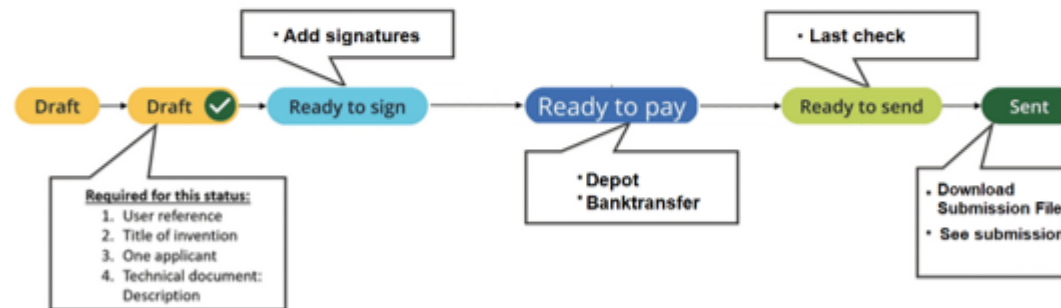 • Add signatures
• Last check
Draft
Draft
Ready to sign
Ready to pay
Ready to send
Sent
Required for this status:
1. User reference
2. Title of invention
3. One applicant
4. Technical document:
Description
• Depot
• Banktransfer
• Download
Submission File
• See submission